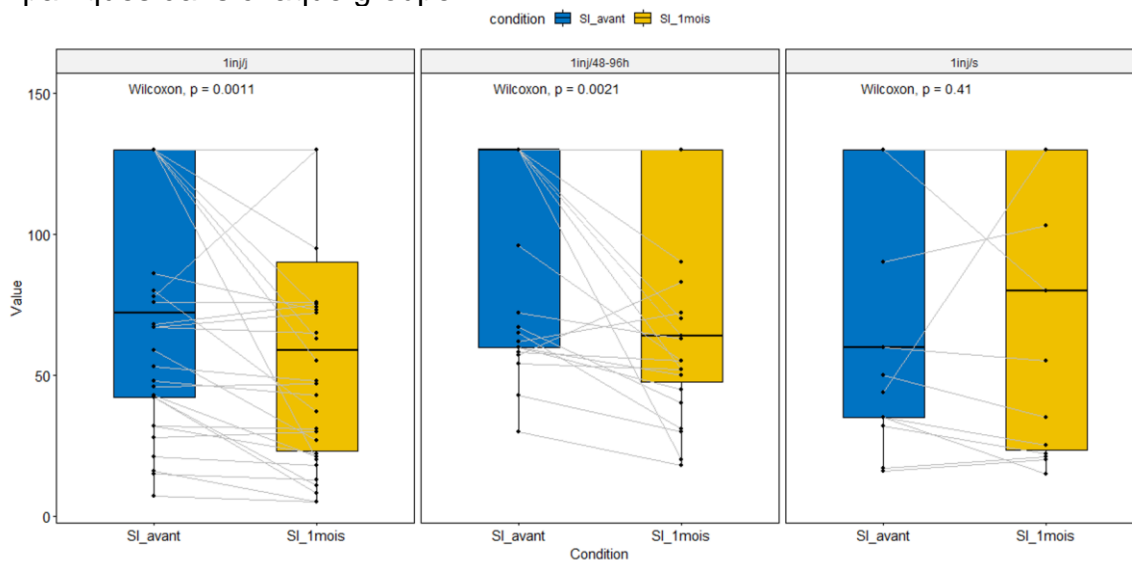 condition SI_avant SI_1mois
1inj/j 1inj/48-96h 1inj/s
Wilcoxon, p = 0.0011 Wilcoxon, p = 0.0021 Wilcoxon, p = 0.41
150
100
Value
50
0
SI_avant SI_1mois SI_avant SI_1mois SI_avant SI_1mois
Condition